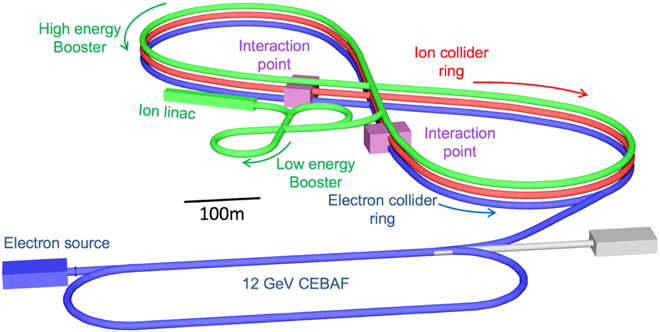 High energy
Booster
Interaction
point
Ion collider
ring
Ion linac
Interaction
point
Low energy
Booster
100m
Electron collider
ring
Electron source
12 GeV CEBAF